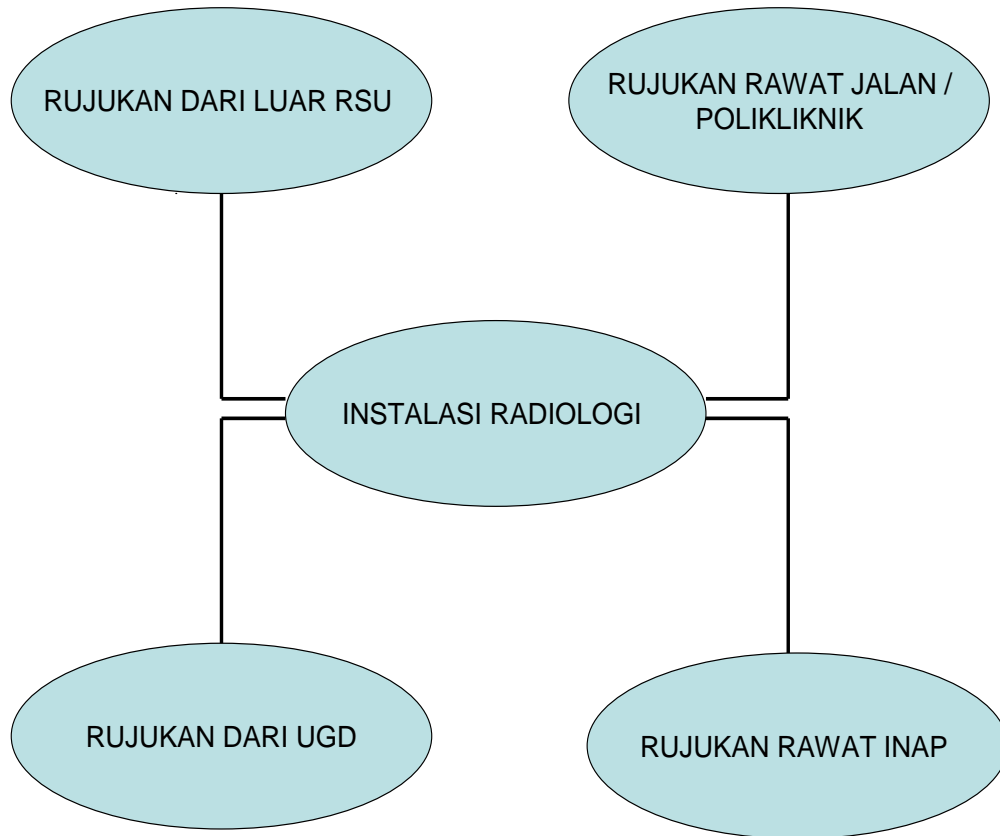 RUJUKAN DARI LUAR RSU
RUJUKAN RAWAT JALAN /
POLIKLIKNIK
INSTALASI RADIOLOGI
RUJUKAN DARI UGD
RUJUKAN RAWAT INAP